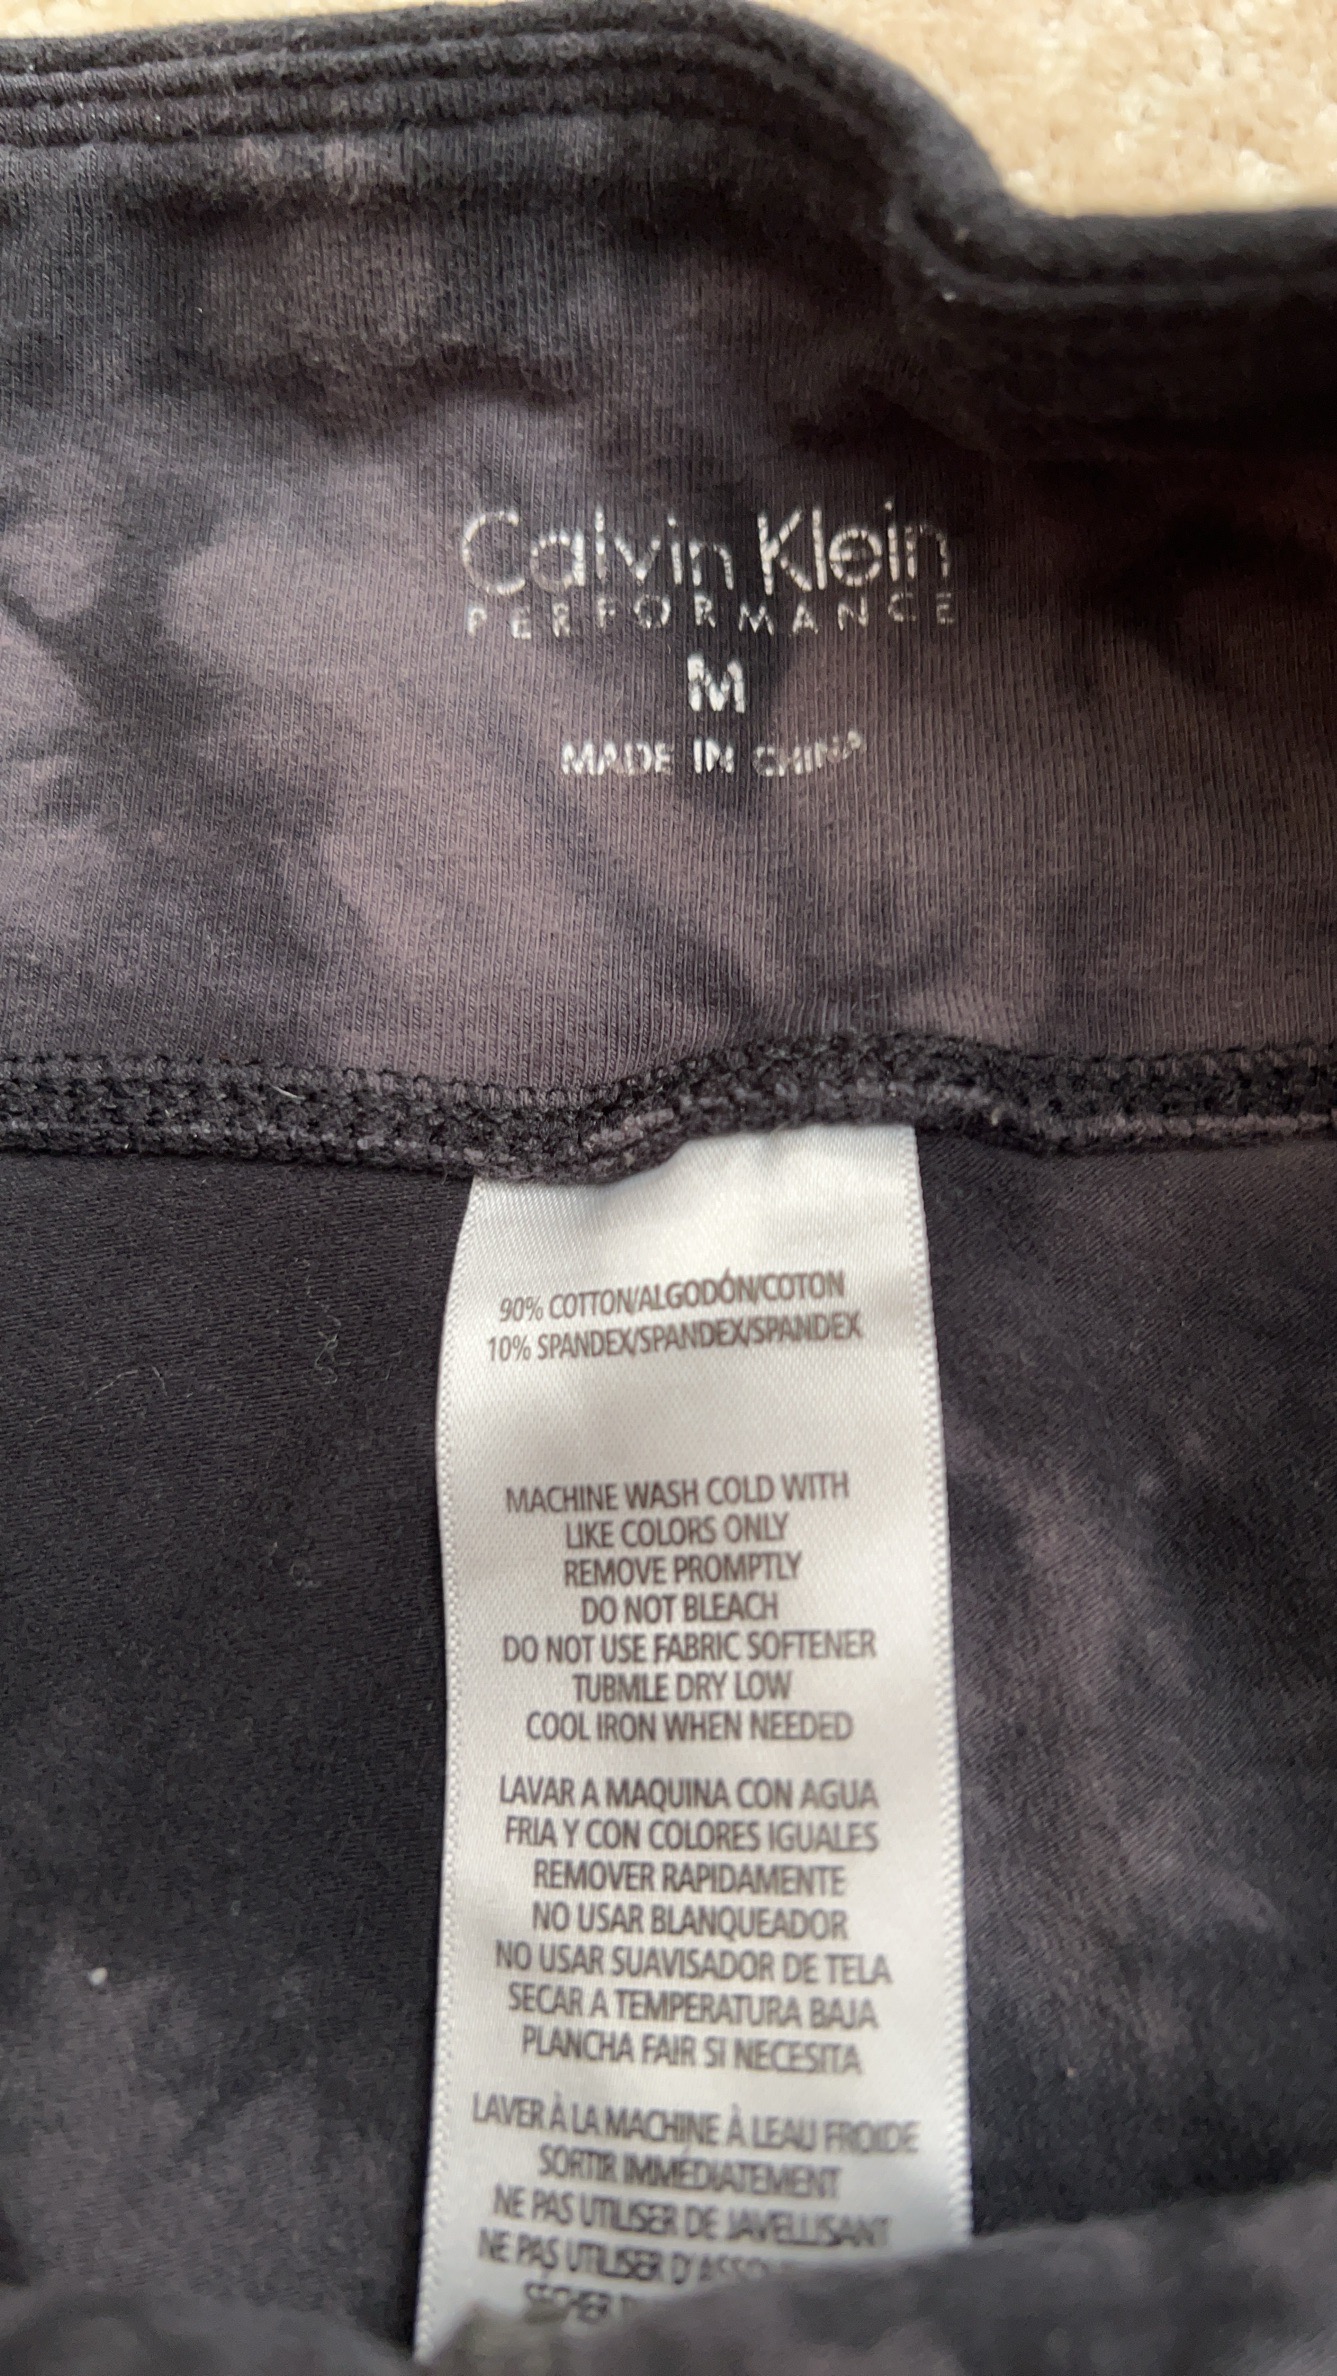 Calvin Klein
PERFORMANCE
M
MADE IN CHINA
90% COTTON/ALGODÓN/COTON
10% SPANDEX/SPANDEX/SPANDEX
MACHINE WASH COLD WITH
LIKE COLORS ONLY
REMOVE PROMPTLY
DO NOT BLEACH
DO NOT USE FABRIC SOFTENER
TUBMLE DRY LOW
COOL IRON WHEN NEEDED
LAVAR A MAQUINA CON AGUA
FRIA Y CON COLORES IGUALES
REMOVER RAPIDAMENTE
NO USAR BLANQUEADOR
NO USAR SUAVISADOR DE TELA
SECAR A TEMPERATURA BAJA
PLANCHA FAIR SI NECESITA
LAVER À LA MACHINE À LEAU FROIDE
SORTIR IMMÉDIATEMENT
NE PAS UTILISER DE JAVELLISANT
NE PAS UTILISER
SÉCHER